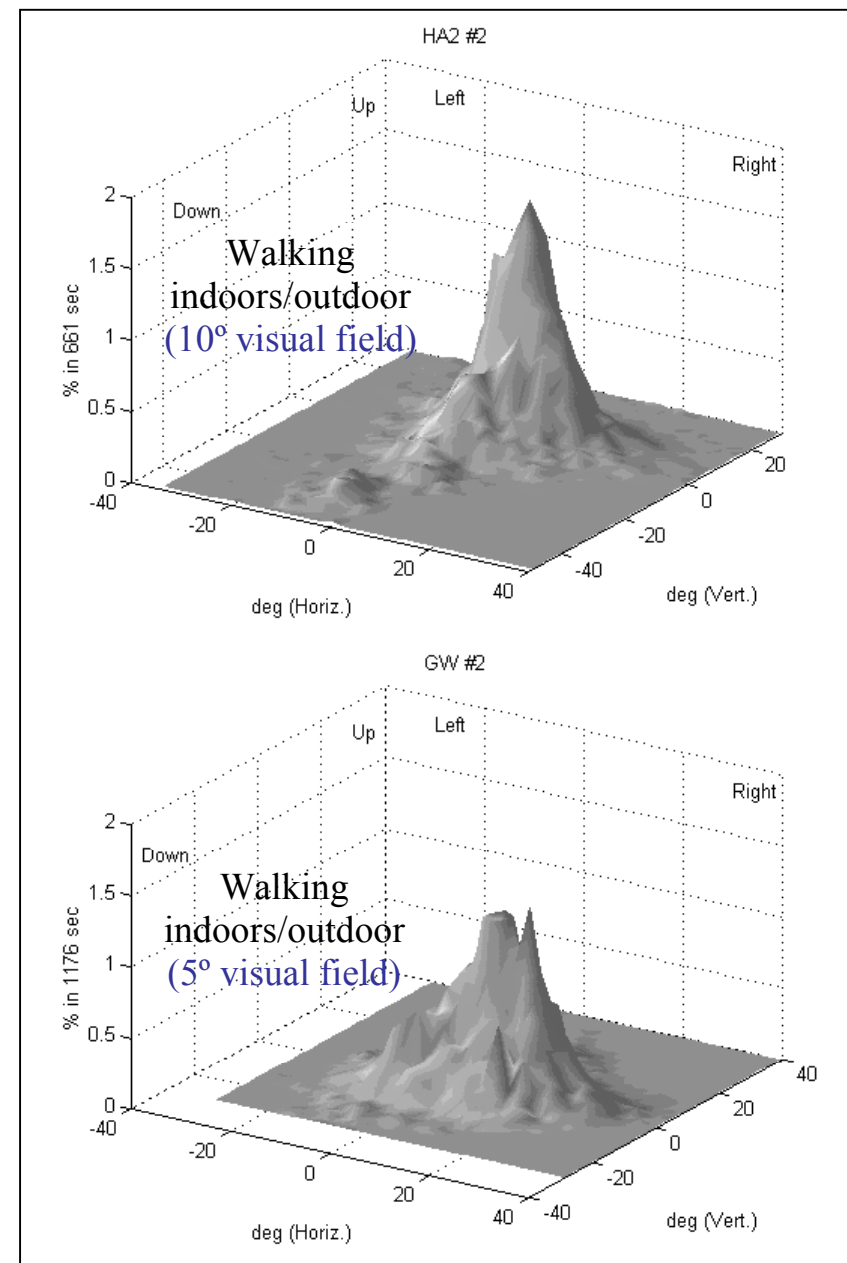 HA2 #2
Up
Left
Right
Down
2
1.5
1
0.5
0
% in 661 sec
Walking
indoors/outdoor
(10º visual field)
-40
-20
0
20
40
deg (Horiz.)
-40
-20
0
20
deg (Vert.)
GW #2
Up
Left
Right
Down
2
1.5
1
0.5
0
% in 1176 sec
Walking
indoors/outdoor
(5º visual field)
-40
-20
0
20
40
deg (Horiz.)
-40
-20
0
20
40
deg (Vert.)